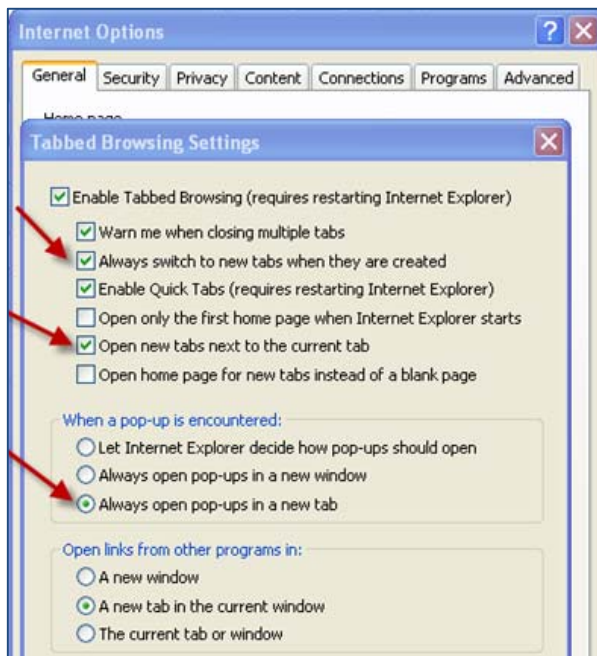 Internet Options
General Security Privacy Content Connections Programs Advanced
Home page
Tabbed Browsing Settings
Enable Tabbed Browsing (requires restarting Internet Explorer)
Warn me when closing multiple tabs
Always switch to new tabs when they are created
Enable Quick Tabs (requires restarting Internet Explorer)
Open only the first home page when Internet Explorer starts
Open new tabs next to the current tab
Open home page for new tabs instead of a blank page
When a pop-up is encountered:
Let Internet Explorer decide how pop-ups should open
Always open pop-ups in a new window
Always open pop-ups in a new tab
Open links from other programs in:
A new window
A new tab in the current window
The current tab or window